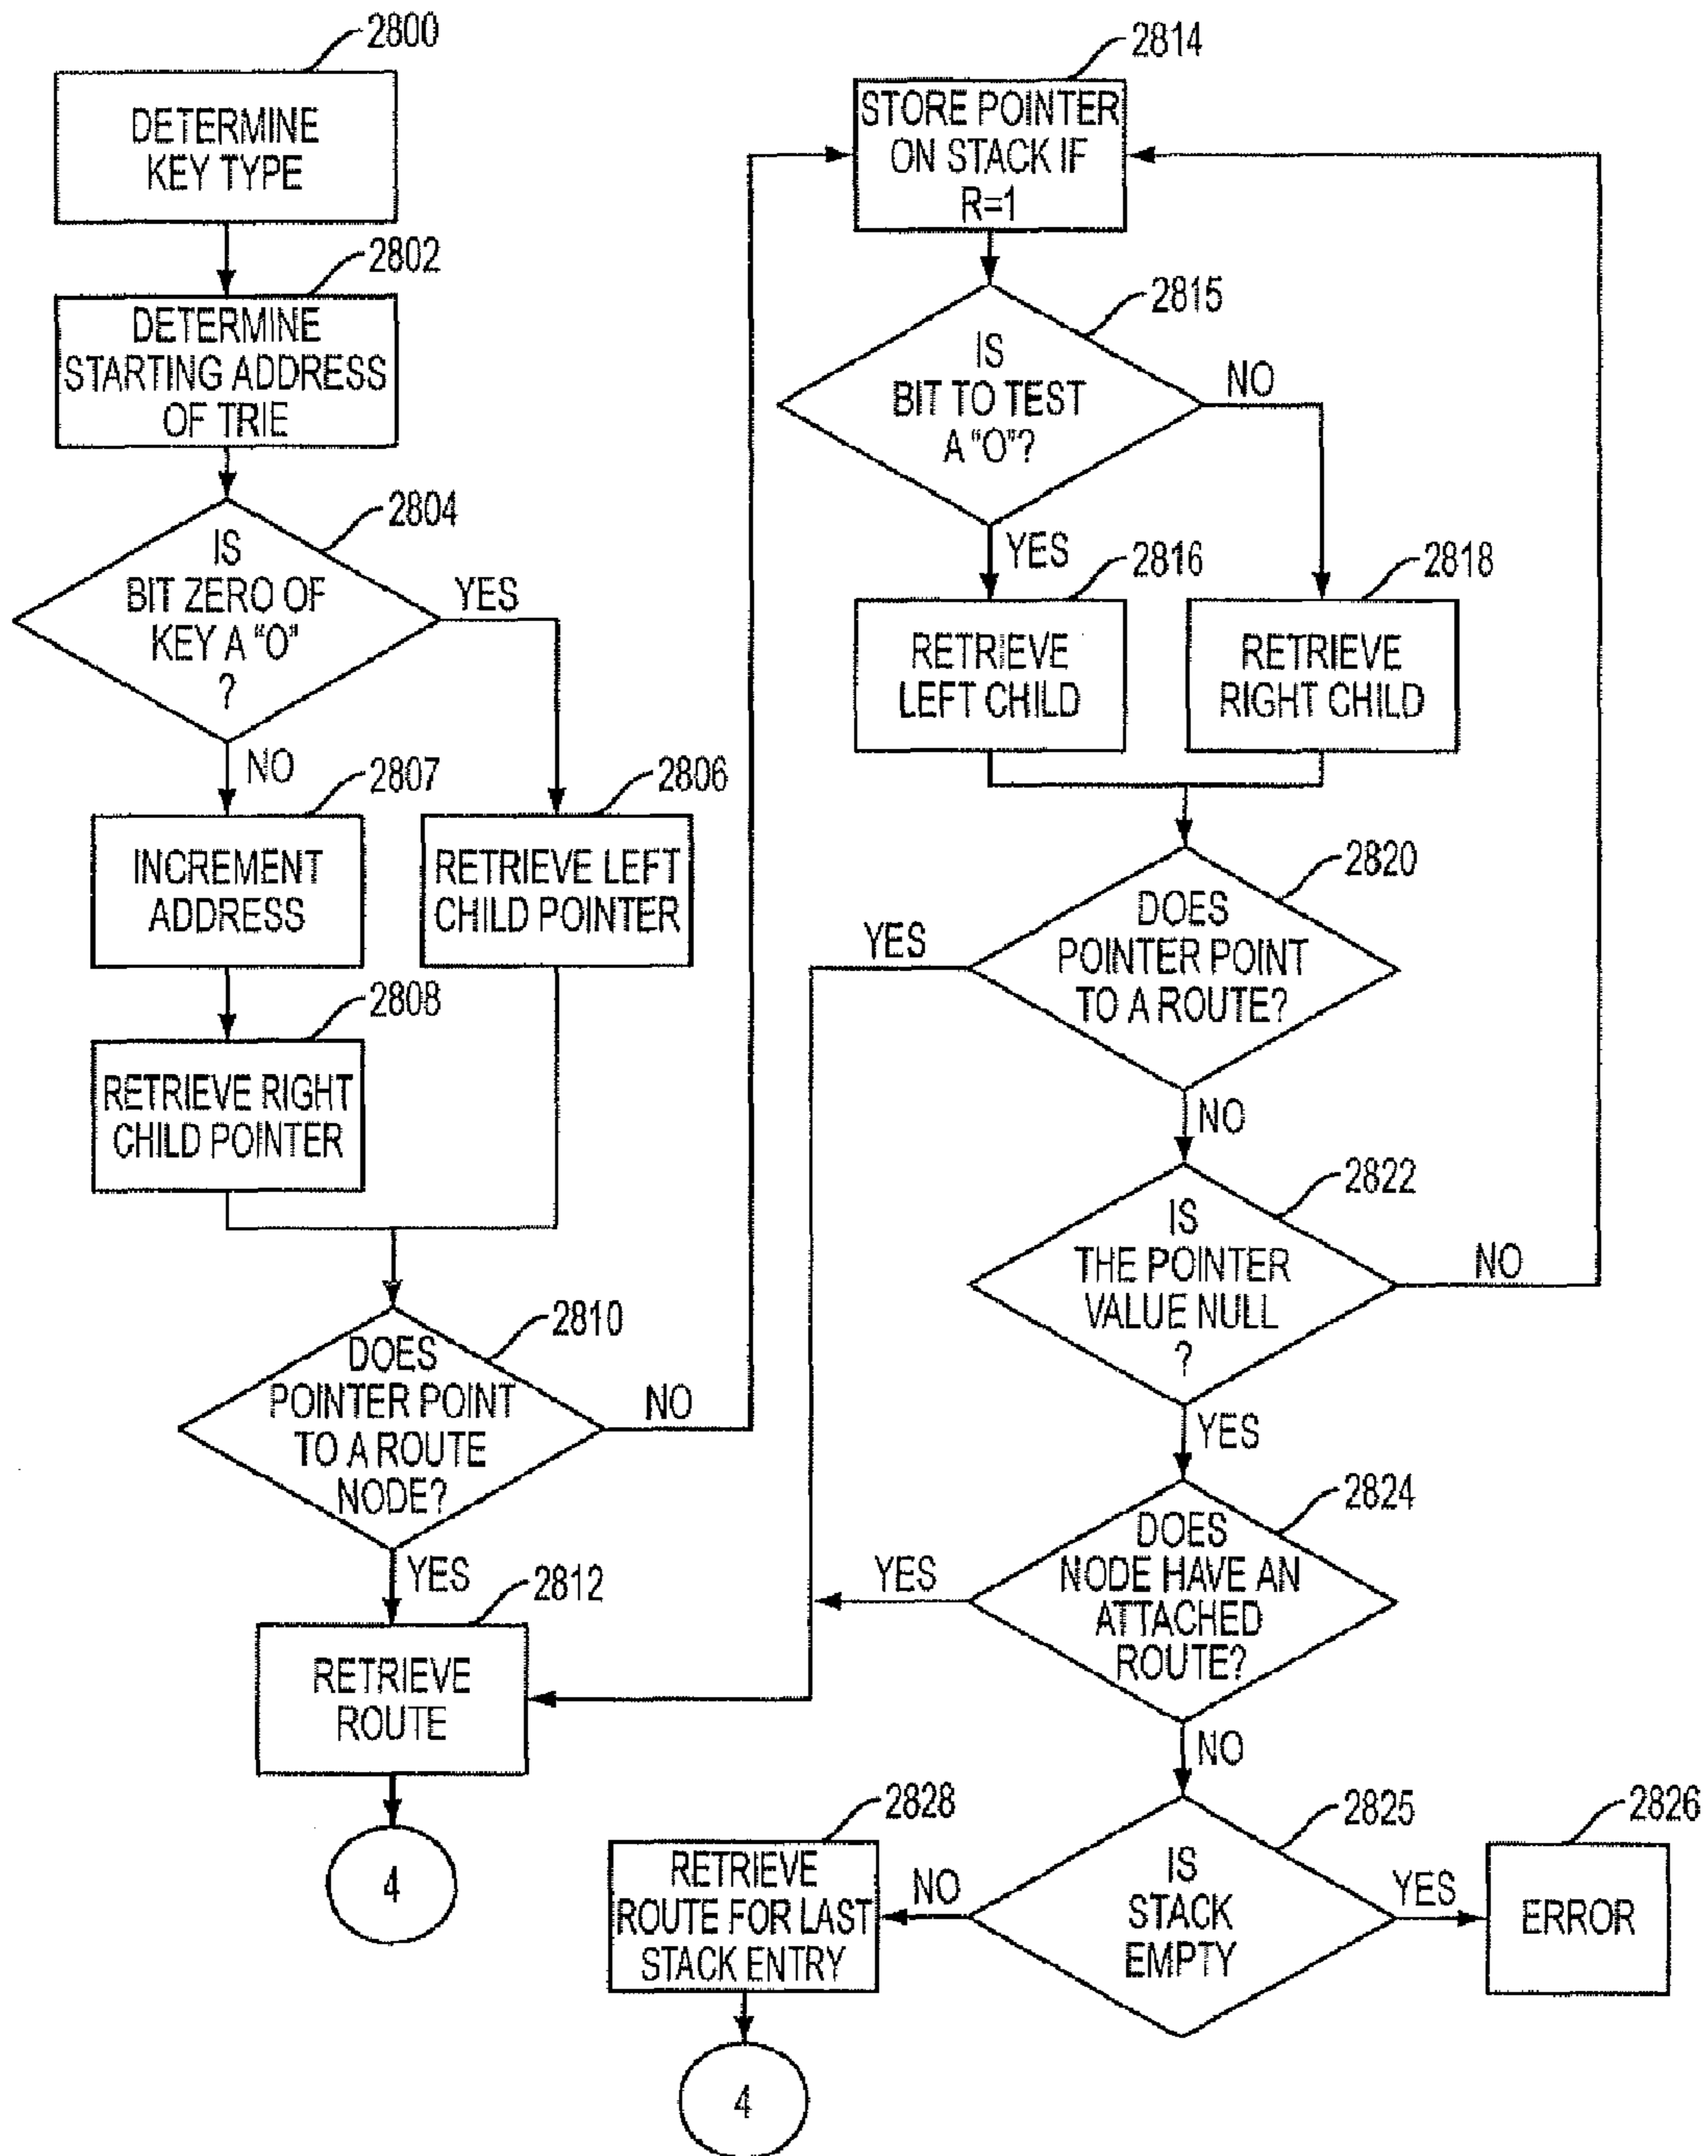 2800
DETERMINE
KEY TYPE
2802
DETERMINE
STARTING ADDRESS
OF TRIE
2804
IS
BIT ZERO OF
KEY A "O"
?
YES
NO
2807
INCREMENT
ADDRESS
2806
RETRIEVE LEFT
CHILD POINTER
2808
RETRIEVE RIGHT
CHILD POINTER
2810
DOES
POINTER POINT
TO A ROUTE
NODE?
NO
YES
2812
RETRIEVE
ROUTE
4
2814
STORE POINTER
ON STACK IF
R=1
2815
IS
BIT TO TEST
A "O"?
NO
YES
2816
RETRIEVE
LEFT CHILD
2818
RETRIEVE
RIGHT CHILD
2820
DOES
POINTER POINT
TO A ROUTE?
YES
NO
2822
IS
THE POINTER
VALUE NULL
?
NO
YES
2824
DOES
NODE HAVE AN
ATTACHED
ROUTE?
YES
NO
2825
IS
STACK
EMPTY
NO
YES
2826
ERROR
2828
RETRIEVE
ROUTE FOR LAST
STACK ENTRY
4